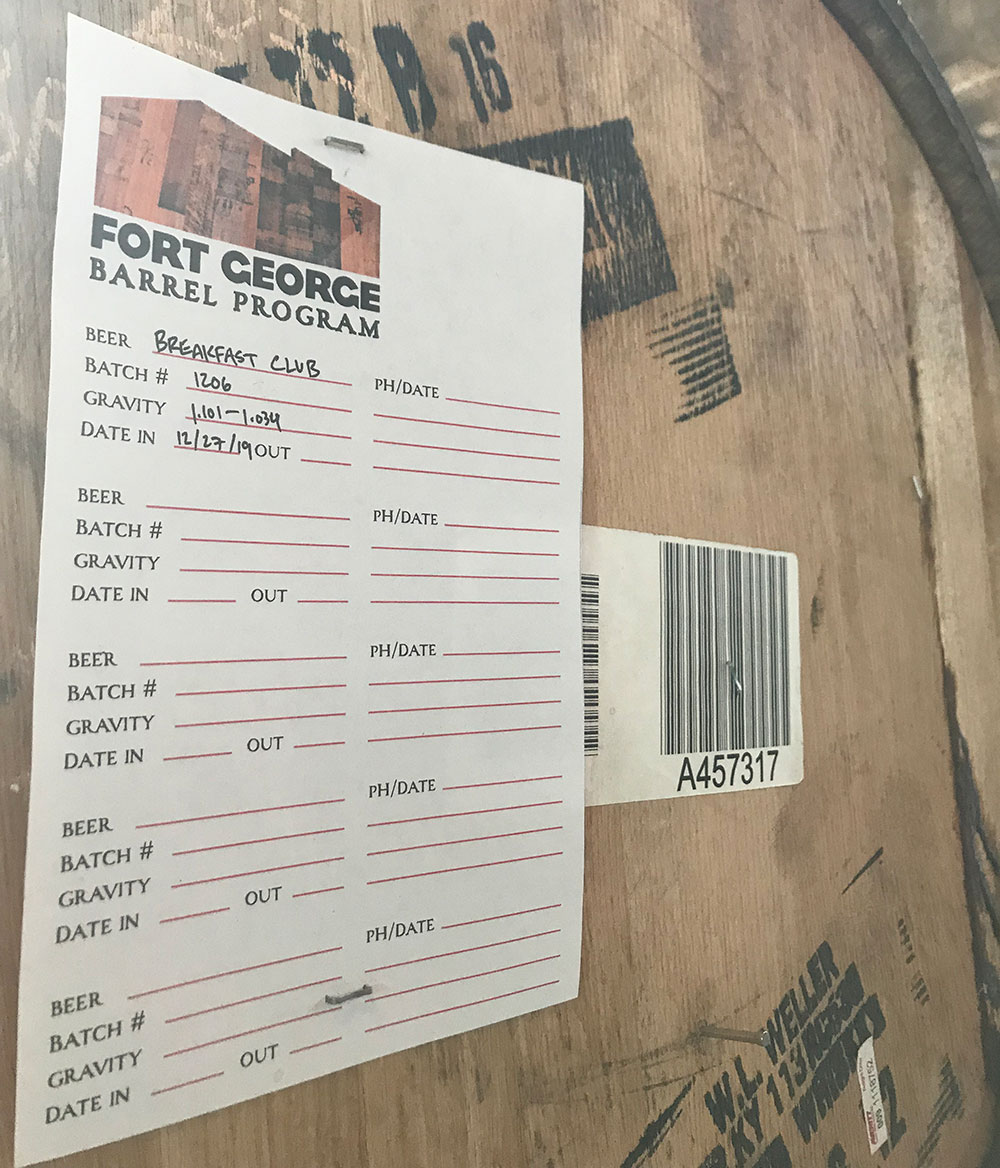 B 16
FORT GEORGE
BARREL PROGRAM
BEER BREAKFAST CLUB
BATCH # 1206
GRAVITY 1.101-1.034
DATE IN 12/27/19 OUT
PH/DATE
BEER
BATCH #
GRAVITY
DATE IN OUT
PH/DATE
BEER
BATCH #
GRAVITY
DATE IN OUT
PH/DATE
BEER
BATCH #
GRAVITY
DATE IN OUT
PH/DATE
BEER
BATCH #
GRAVITY
DATE IN OUT
PH/DATE
A457317
W.L. WELLER
KY 113
2